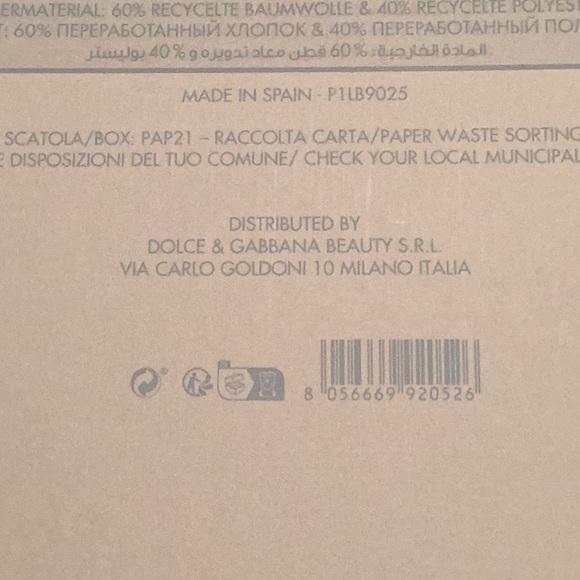 ERMATERIAL: 60% RECYCELTE BAUMWOLLE & 40% RECYCELTE POLYEST
: 60% ПЕРЕРАБОТАННЫЙ ХЛОПОК & 40% ПЕРЕРАБОТАННЫЙ ПОЛ
المادة الخارجية: 60% قطن معاد تدويره و 40% بوليستر
MADE IN SPAIN - P1LB9025
SCATOLA/BOX: PAP21 – RACCOLTA CARTA/PAPER WASTE SORTING
E DISPOSIZIONI DEL TUO COMUNE/ CHECK YOUR LOCAL MUNICIPAL
DISTRIBUTED BY
DOLCE & GABBANA BEAUTY S.R.L.
VIA CARLO GOLDONI 10 MILANO ITALIA
8 056669 920526